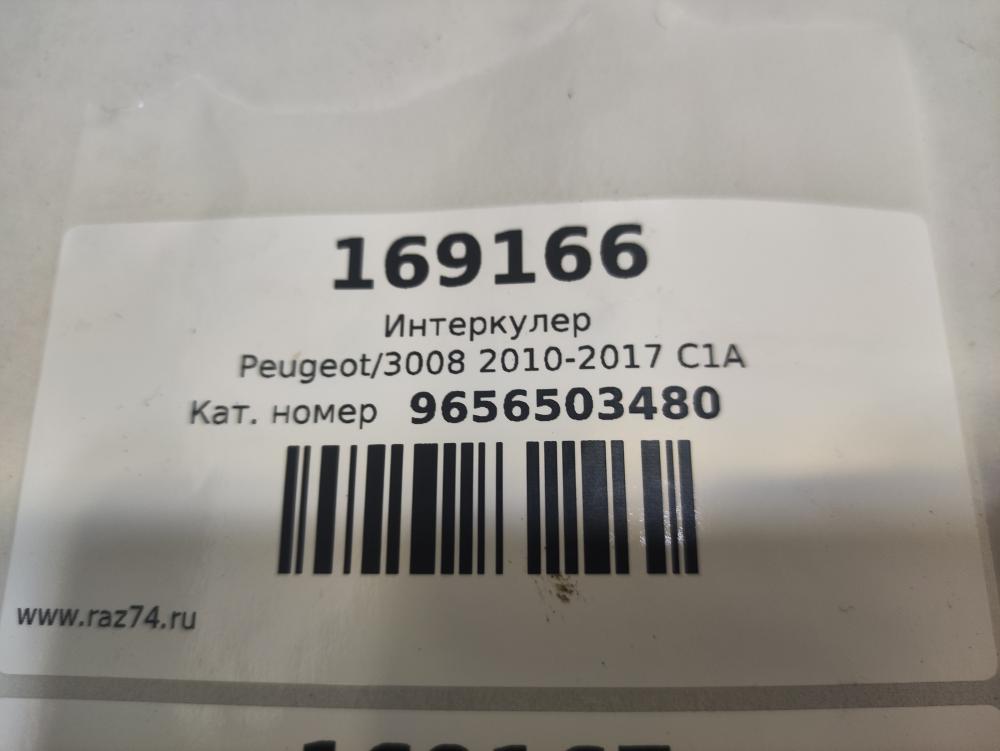 169166
Интеркулер
Peugeot/3008 2010-2017 C1A
Кат. номер 9656503480
www.raz74.ru